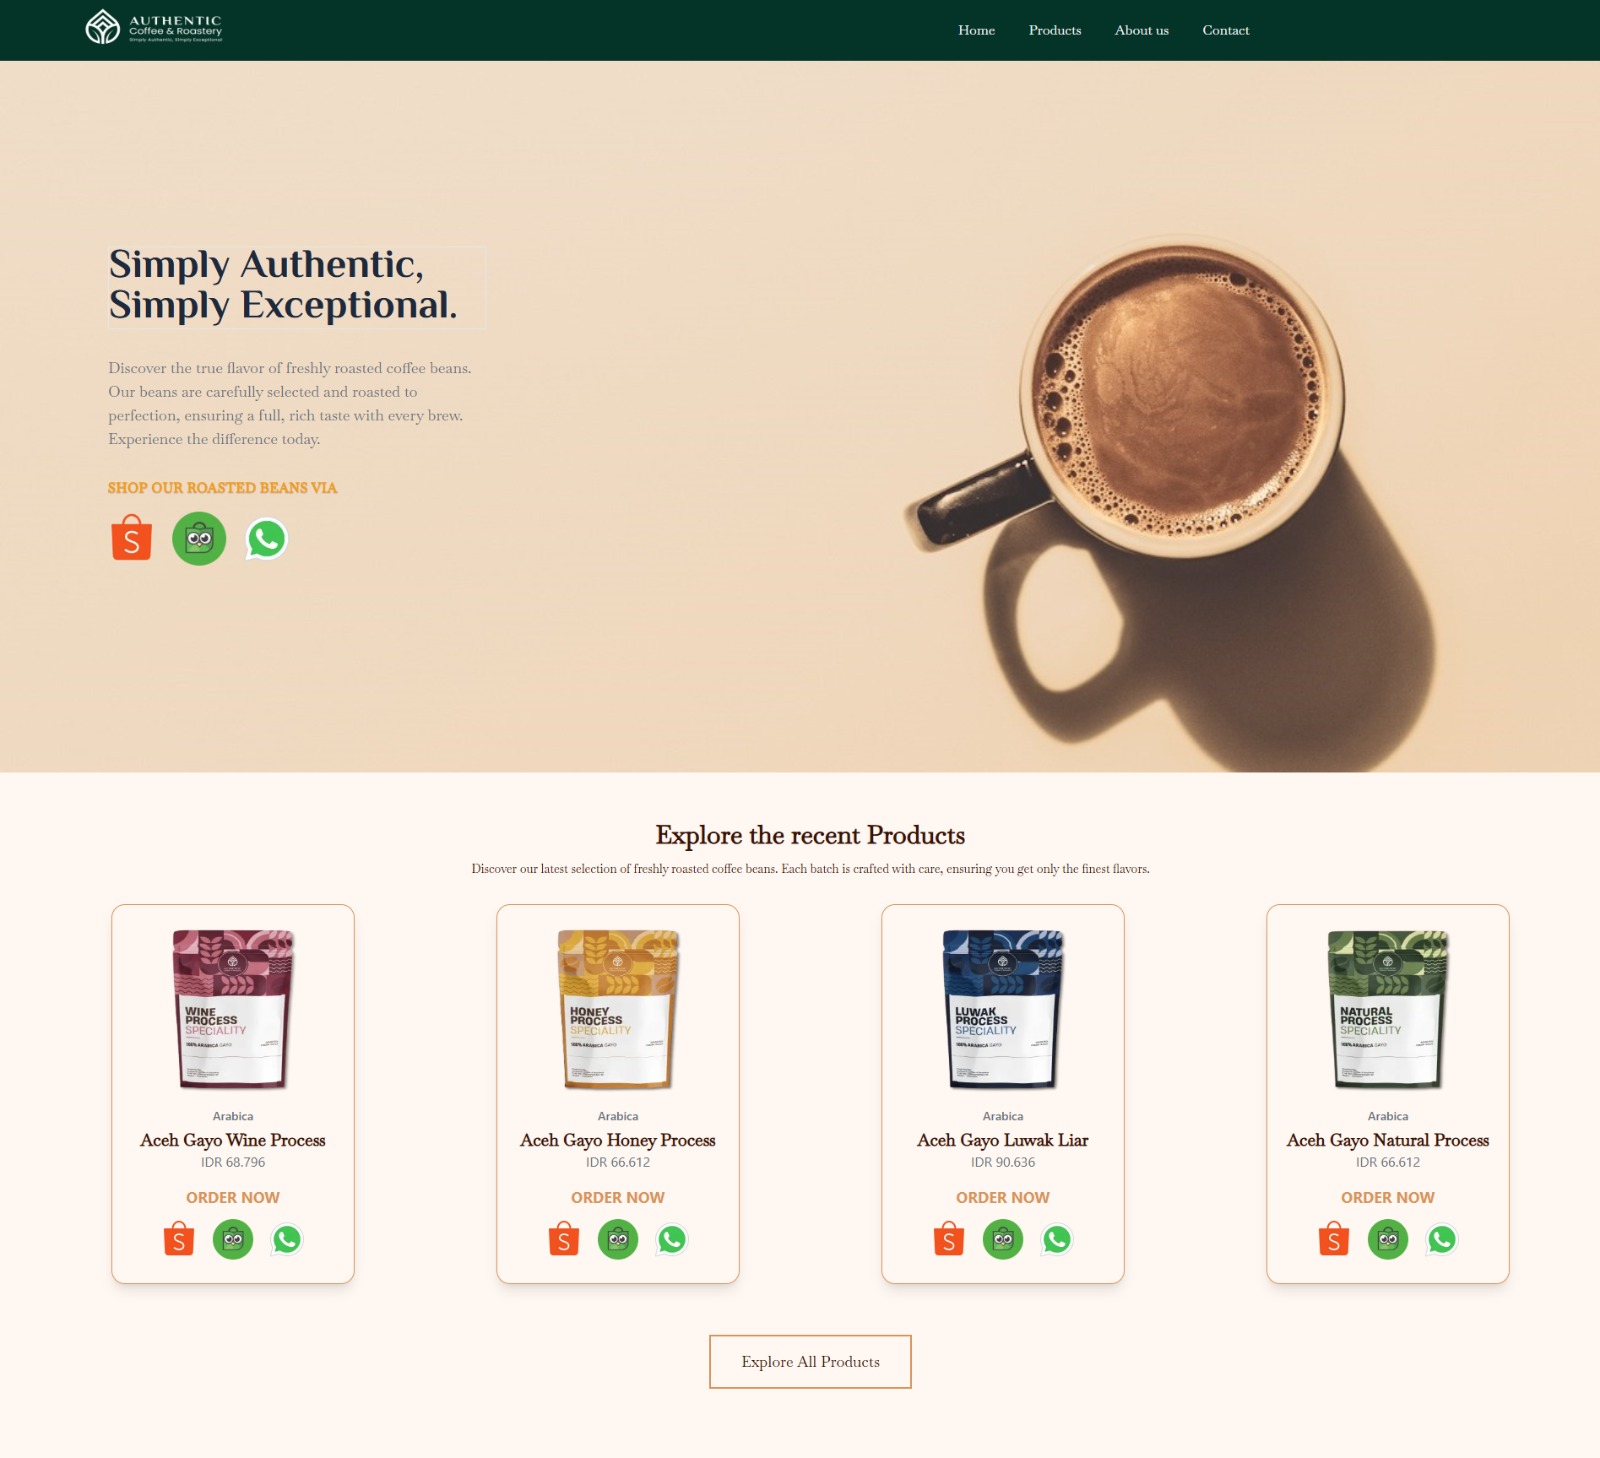 AUTHENTIC
Coffee & Roastery
Simply Authentic, Simply Exceptional
Home
Products
About us
Contact
Simply Authentic,
Simply Exceptional.
Discover the true flavor of freshly roasted coffee beans.
Our beans are carefully selected and roasted to
perfection, ensuring a full, rich taste with every brew.
Experience the difference today.
SHOP OUR ROASTED BEANS VIA
Explore the recent Products
Discover our latest selection of freshly roasted coffee beans. Each batch is crafted with care, ensuring you get only the finest flavors.
WINE
PROCESS
SPECIALITY
100% ARABICA GAYO
Arabica
Aceh Gayo Wine Process
IDR 68.796
ORDER NOW
HONEY
PROCESS
SPECIALITY
100% ARABICA GAYO
Arabica
Aceh Gayo Honey Process
IDR 66.612
ORDER NOW
LUWAK
PROCESS
SPECIALITY
100% ARABICA GAYO
Arabica
Aceh Gayo Luwak Liar
IDR 90.636
ORDER NOW
NATURAL
PROCESS
SPECIALITY
100% ARABICA GAYO
Arabica
Aceh Gayo Natural Process
IDR 66.612
ORDER NOW
Explore All Products